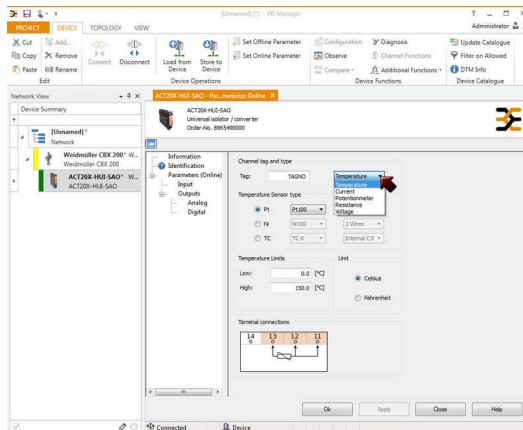 [Unnamed] (*) - WI-Manager
PROJECT DEVICE TOPOLOGY VIEW
Administrator
Cut Add...
Copy Remove
Paste Rename
Edit
Connect Disconnect
Load from Device
Store to Device
Device Operations
Set Offline Parameter
Set Online Parameter
Configuration Diagnosis
Observe Channel Functions
Compare Additional Functions
Device Functions
Update Catalogue
Filter on Allowed
DTM Info
Device Catalogue
Network View
Device Summary
[Unnamed]*
Network
Weidmüller CBX 200* W...
Weidmüller CBX 200
ACT20X-HUI-SAO* W...
ACT20X-HUI-SAO
ACT20X-HUI-SAO - Par...meterize Online
ACT20X-HUI-SAO
Universal isolator / converter
Order-No. 8965490000
Information
Identification
Parameters (Online)
Input
Outputs
Analog
Digital
Channel tag and type
Tag: TAGNO Temperature
Temperature
Current
Potentionmeter
Resistance
Voltage
Temperature Sensor type
Pt Pt100
Ni Ni100 3 Wires
TC TC-K Internal CJ
Temperature Limits
Low: 0.0 [°C]
High: 150.0 [°C]
Unit
Celsius
Fahrenheit
Terminal connections
14 13 12 11
Ok Apply Close Help
Connected Device